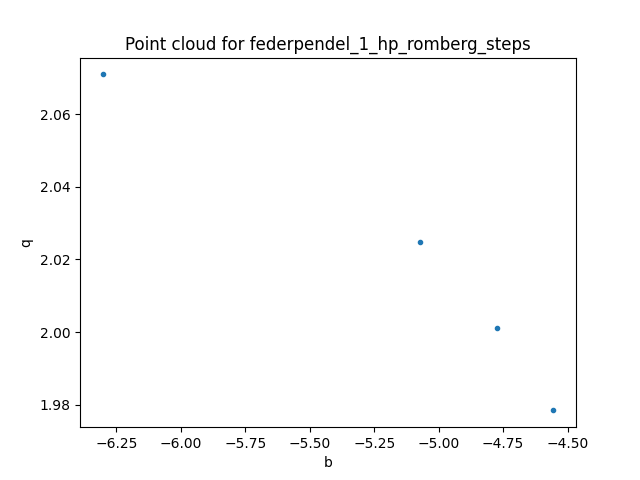 Point cloud for federpendel_1_hp_romberg_steps
2.06
2.04
2.02
2.00
1.98
q
−6.25 −6.00 −5.75 −5.50 −5.25 −5.00 −4.75 −4.50
b